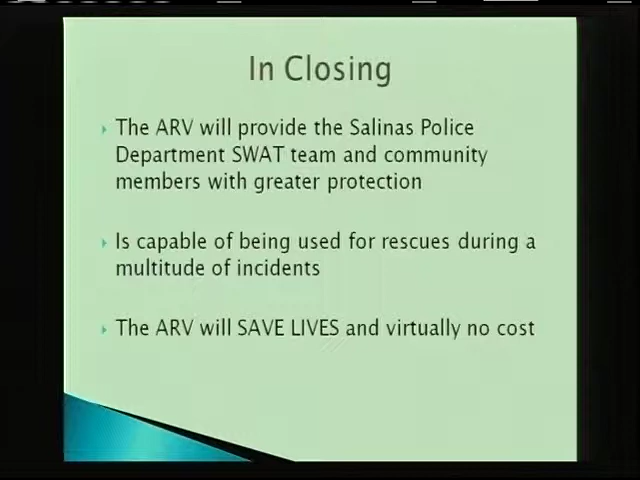 In Closing
The ARV will provide the Salinas Police
Department SWAT team and community
members with greater protection
Is capable of being used for rescues during a
multitude of incidents
The ARV will SAVE LIVES and virtually no cost